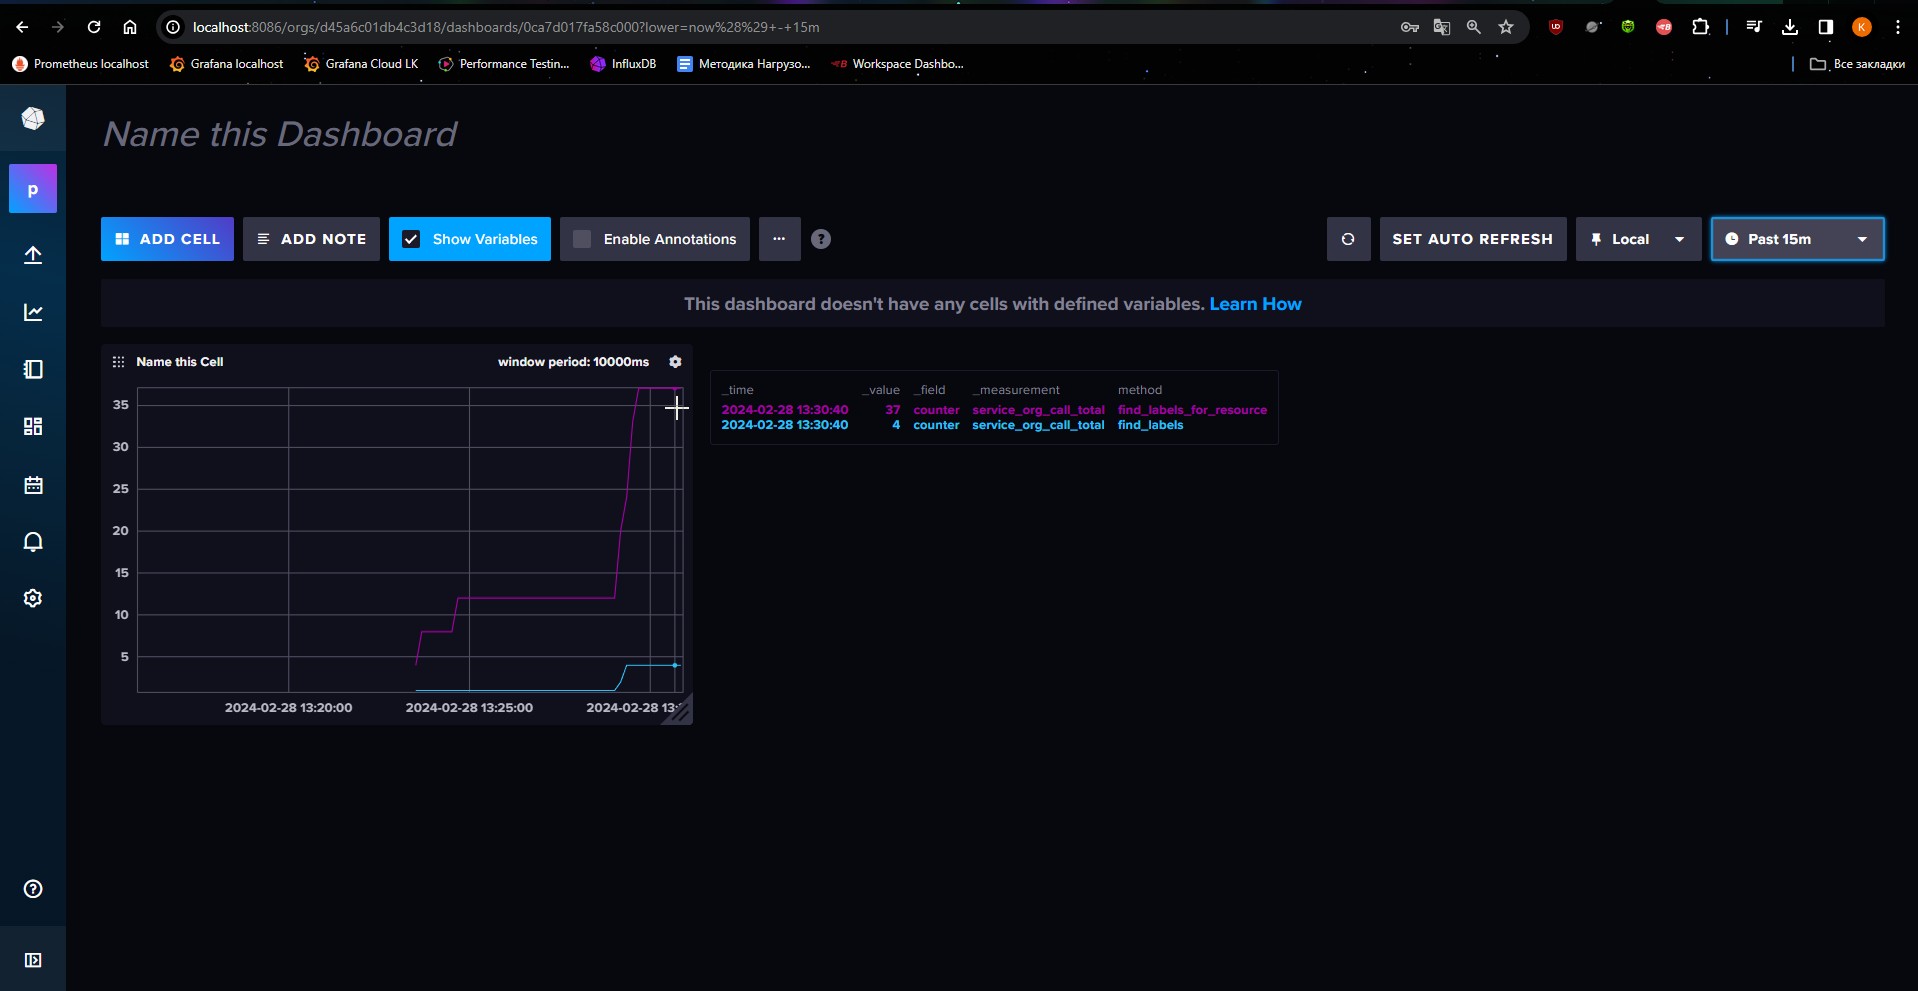 localhost:8086/orgs/d45a6c01db4c3d18/dashboards/0ca7d017fa58c000?lower=now%28%29+-+15m
K
Prometheus localhost Grafana localhost Grafana Cloud LK Performance Testin... InfluxDB Методика Нагрузо... Workspace Dashbo... Все закладки
Name this Dashboard
p
ADD CELL ADD NOTE Show Variables Enable Annotations ... ? SET AUTO REFRESH Local Past 15m
This dashboard doesn't have any cells with defined variables. Learn How
Name this Cell window period: 10000ms
_time _value _field _measurement method
2024-02-28 13:30:40 37 counter service_org_call_total find_labels_for_resource
2024-02-28 13:30:40 4 counter service_org_call_total find_labels
35
30
25
20
15
10
5
2024-02-28 13:20:00 2024-02-28 13:25:00 2024-02-28 13: